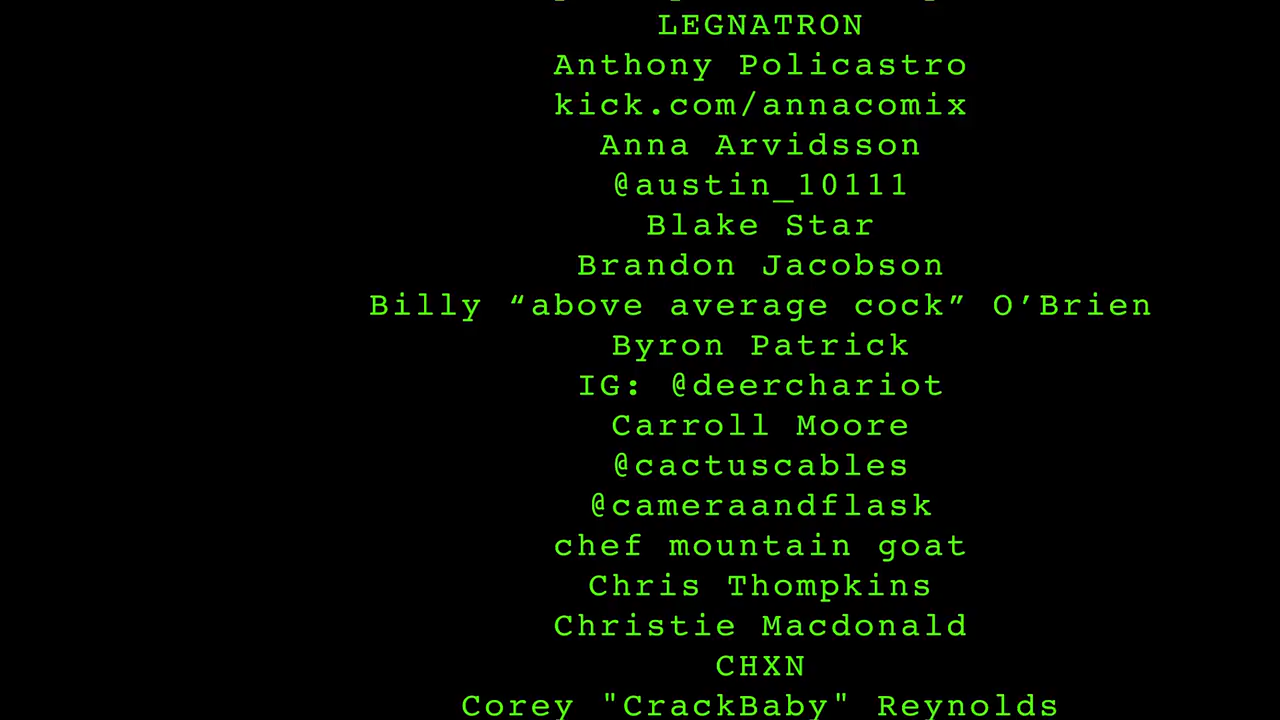 LEGNATRON
Anthony Policastro
kick.com/annacomix
Anna Arvidsson
@austin_10111
Blake Star
Brandon Jacobson
Billy “above average cock” O’Brien
Byron Patrick
IG: @deerchariot
Carroll Moore
@cactuscables
@cameraandflask
chef mountain goat
Chris Thompkins
Christie Macdonald
CHXN
Corey "CrackBaby" Reynolds